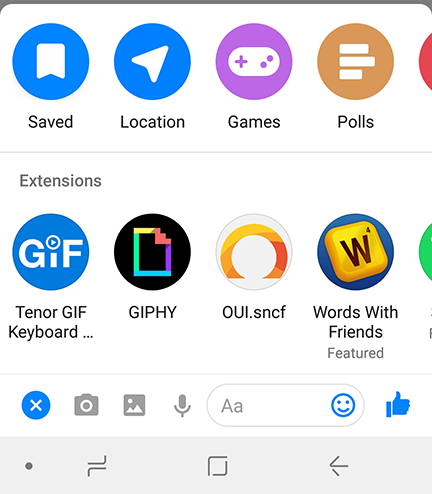 Saved
Location
Games
Polls
Extensions
GIF
W
4
Tenor GIF
Keyboard ...
GIPHY
OUI.sncf
Words With
Friends
Featured
Aa